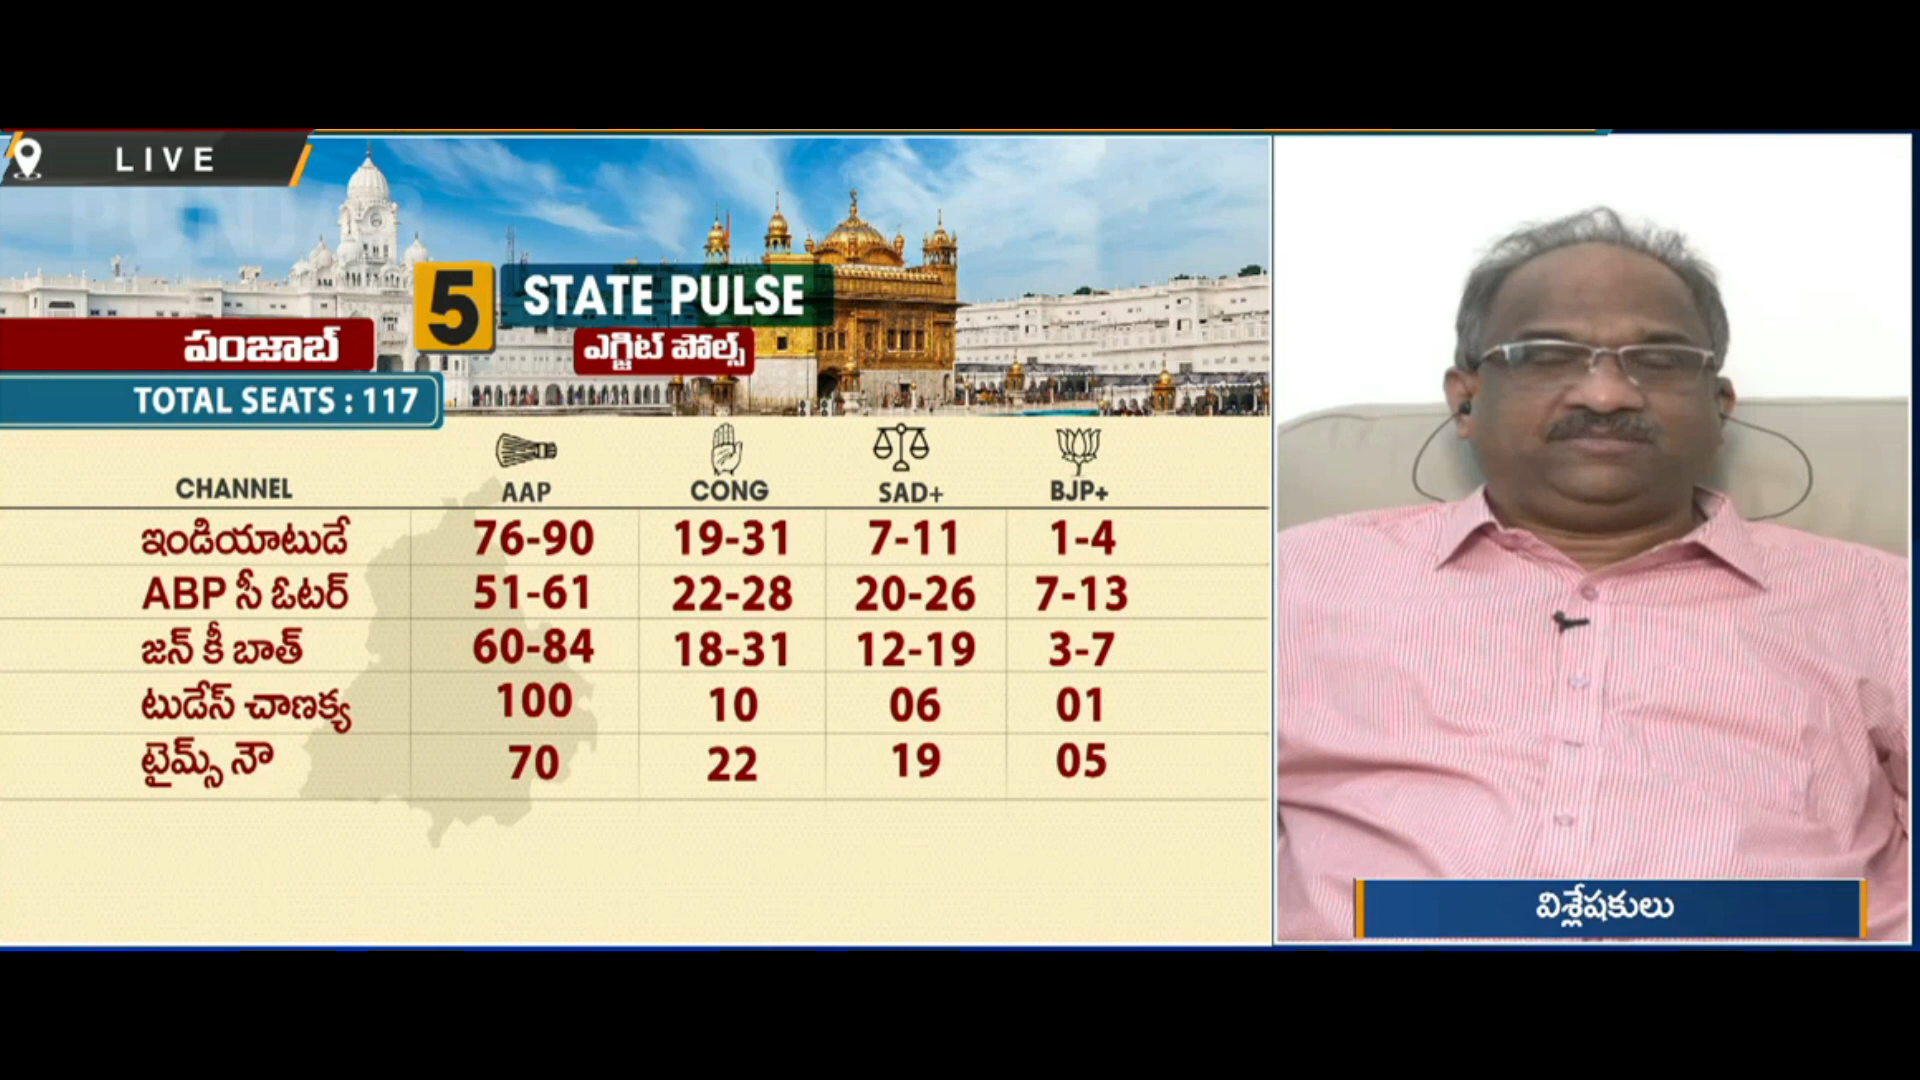 LIVE
5 STATE PULSE
పంజాబ్
ఎగ్జిట్ పోల్స్
TOTAL SEATS : 117
CHANNEL AAP CONG SAD+ BJP+
ఇండియాటుడే 76-90 19-31 7-11 1-4
ABP సీ ఓటర్ 51-61 22-28 20-26 7-13
జన్ కీ బాత్ 60-84 18-31 12-19 3-7
టుడేస్ చాణక్య 100 10 06 01
టైమ్స్ నౌ 70 22 19 05
విశ్లేషకులు